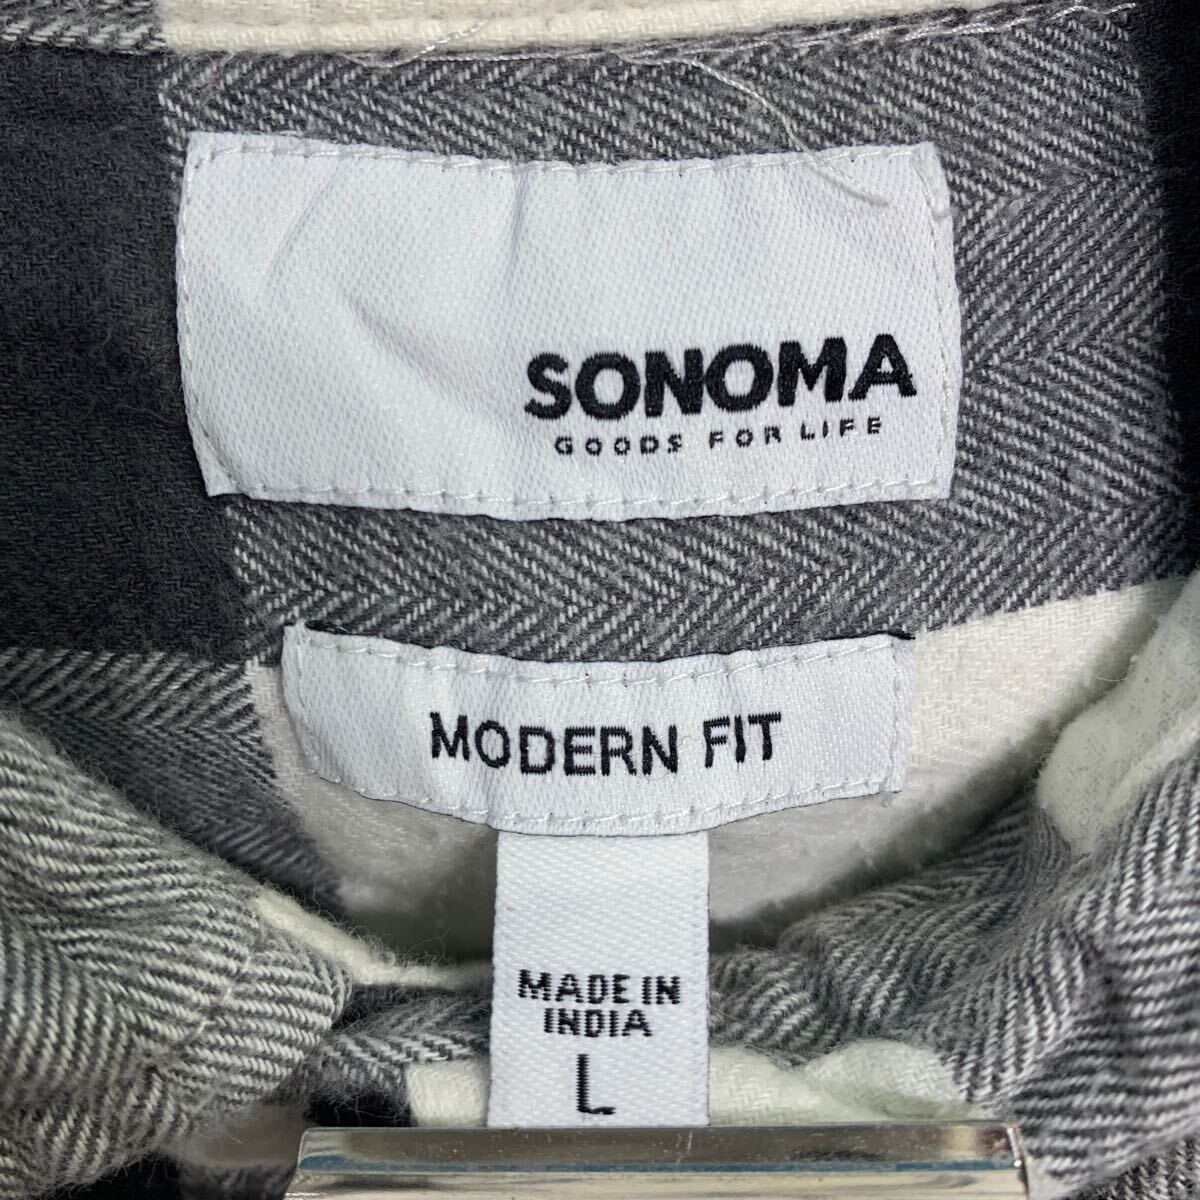 SONOMA
GOODS FOR LIFE
MODERN FIT
MADE IN
INDIA
L